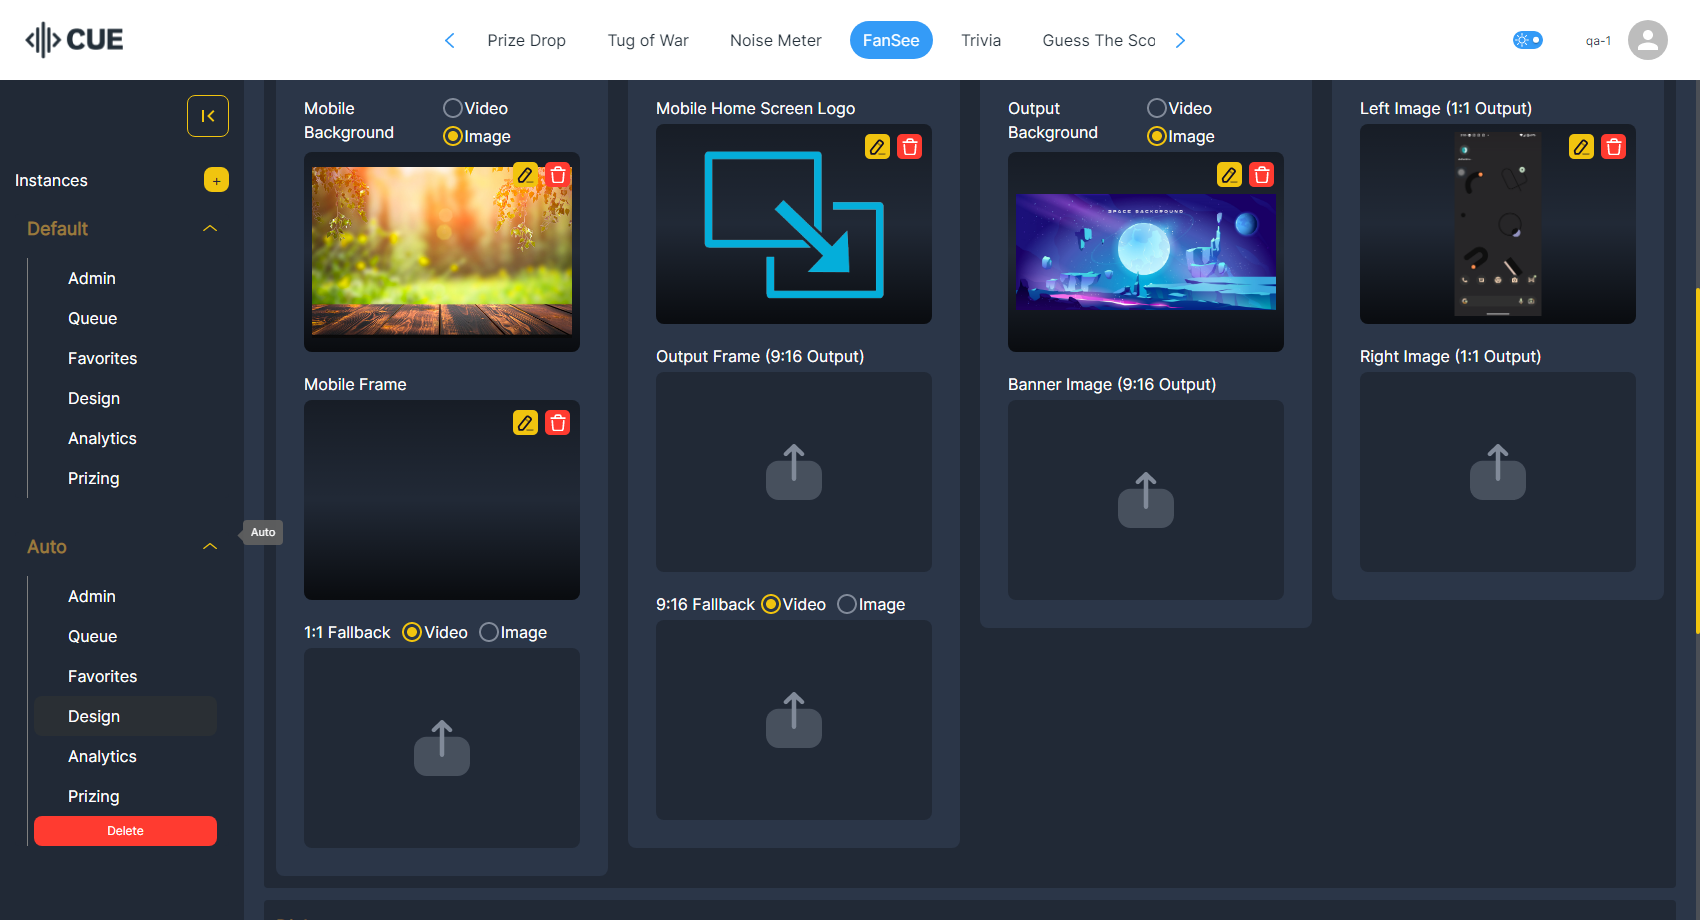 CUE
Prize Drop
Tug of War
Noise Meter
FanSee
Trivia
Guess The Sco
qa-1
Instances
+
Default
Admin
Queue
Favorites
Design
Analytics
Prizing
Auto
Auto
Admin
Queue
Favorites
Design
Analytics
Prizing
Delete
Mobile
Background
Video
Image
Mobile Frame
1:1 Fallback
Video
Image
Mobile Home Screen Logo
Output Frame (9:16 Output)
9:16 Fallback
Video
Image
Output
Background
Video
Image
SPACE BACKGROUND
Banner Image (9:16 Output)
Left Image (1:1 Output)
Right Image (1:1 Output)